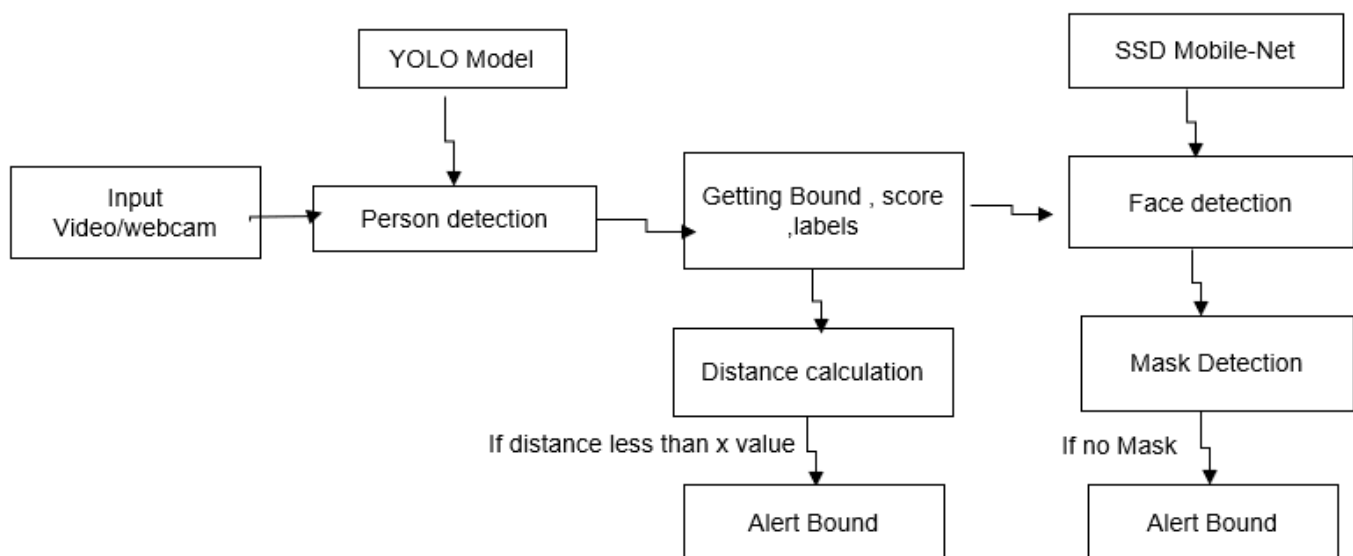 YOLO Model
SSD Mobile-Net
Input
Video/webcam
Person detection
Getting Bound , score
,labels
Face detection
Distance calculation
Mask Detection
If distance less than x value
If no Mask
Alert Bound
Alert Bound